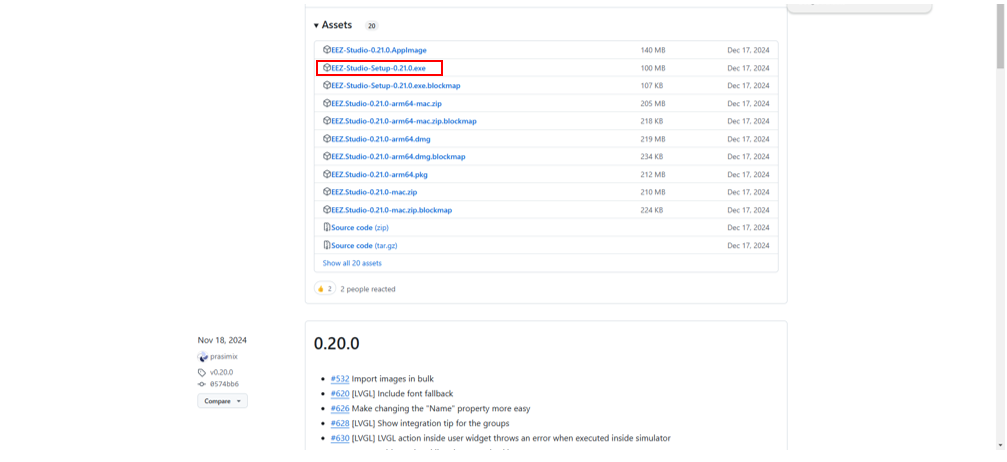 Assets 20
EEZ-Studio-0.21.0.AppImage 140 MB Dec 17, 2024
EEZ-Studio-Setup-0.21.0.exe 100 MB Dec 17, 2024
EEZ-Studio-Setup-0.21.0.exe.blockmap 107 KB Dec 17, 2024
EEZ.Studio-0.21.0-arm64-mac.zip 205 MB Dec 17, 2024
EEZ.Studio-0.21.0-arm64-mac.zip.blockmap 218 KB Dec 17, 2024
EEZ.Studio-0.21.0-arm64.dmg 219 MB Dec 17, 2024
EEZ.Studio-0.21.0-arm64.dmg.blockmap 234 KB Dec 17, 2024
EEZ.Studio-0.21.0-arm64.pkg 212 MB Dec 17, 2024
EEZ.Studio-0.21.0-mac.zip 210 MB Dec 17, 2024
EEZ.Studio-0.21.0-mac.zip.blockmap 224 KB Dec 17, 2024
Source code (zip) Dec 17, 2024
Source code (tar.gz) Dec 17, 2024
Show all 20 assets
2 2 people reacted
Nov 18, 2024
prasimix
v0.20.0
0574bb6
Compare
0.20.0
#532 Import images in bulk
#620 [LVGL] Include font fallback
#626 Make changing the "Name" property more easy
#628 [LVGL] Show integration tip for the groups
#630 [LVGL] LVGL action inside user widget throws an error when executed inside simulator